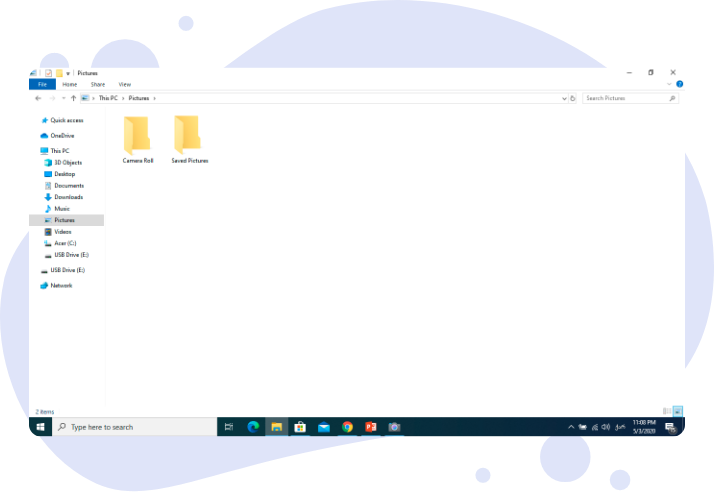 Pictures
File Home Share View
This PC Pictures
Search Pictures
Quick access
OneDrive
This PC
3D Objects
Desktop
Documents
Downloads
Music
Pictures
Videos
Acer (C:)
USB Drive (E:)
USB Drive (E:)
Network
Camera Roll Saved Pictures
2 items
Type here to search
11:08 PM
5/3/2020